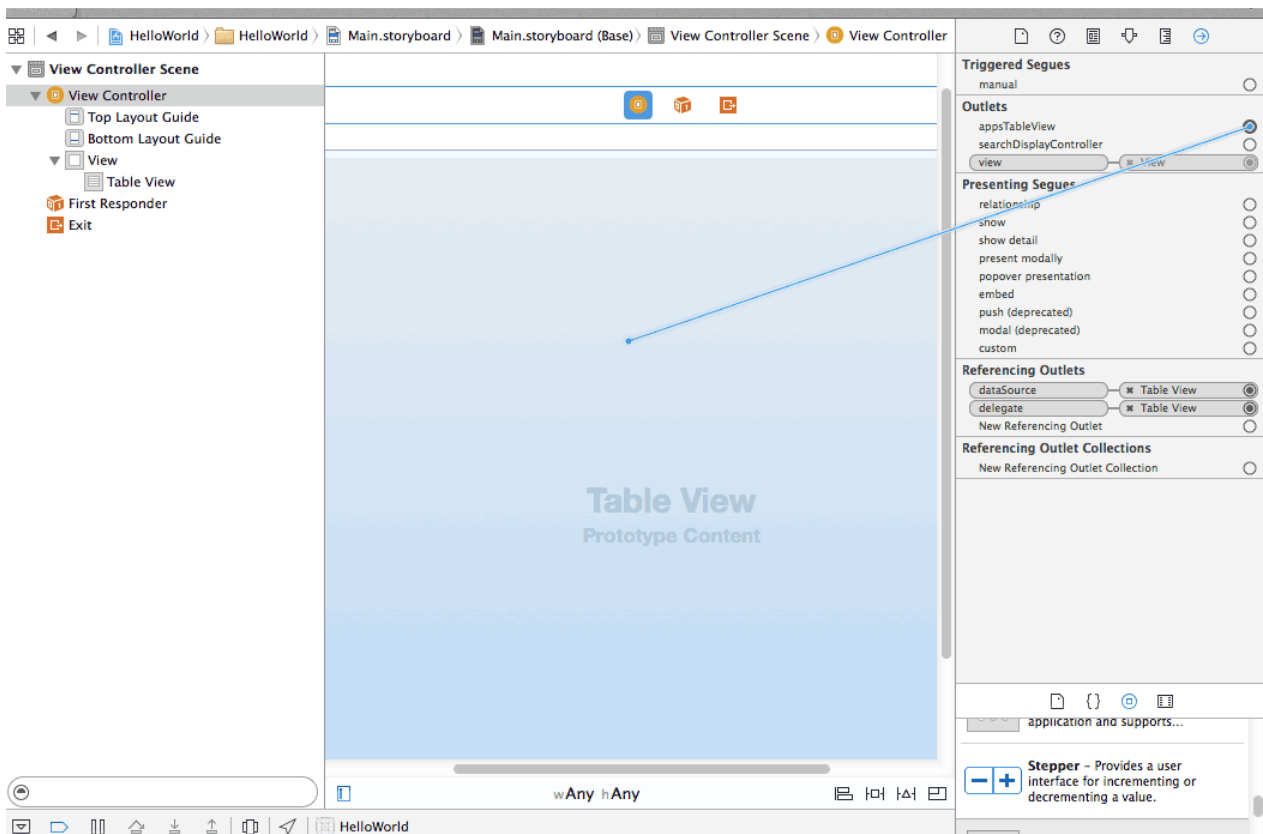 HelloWorld HelloWorld Main.storyboard Main.storyboard (Base) View Controller Scene View Controller
View Controller Scene
View Controller
Top Layout Guide
Bottom Layout Guide
View
Table View
First Responder
Exit
Table View
Prototype Content
wAny hAny
HelloWorld
Triggered Segues
manual
Outlets
appsTableView
searchDisplayController
view View
Presenting Segues
relationship
show
show detail
present modally
popover presentation
embed
push (deprecated)
modal (deprecated)
custom
Referencing Outlets
dataSource Table View
delegate Table View
New Referencing Outlet
Referencing Outlet Collections
New Referencing Outlet Collection
application and supports...
Stepper – Provides a user
interface for incrementing or
decrementing a value.